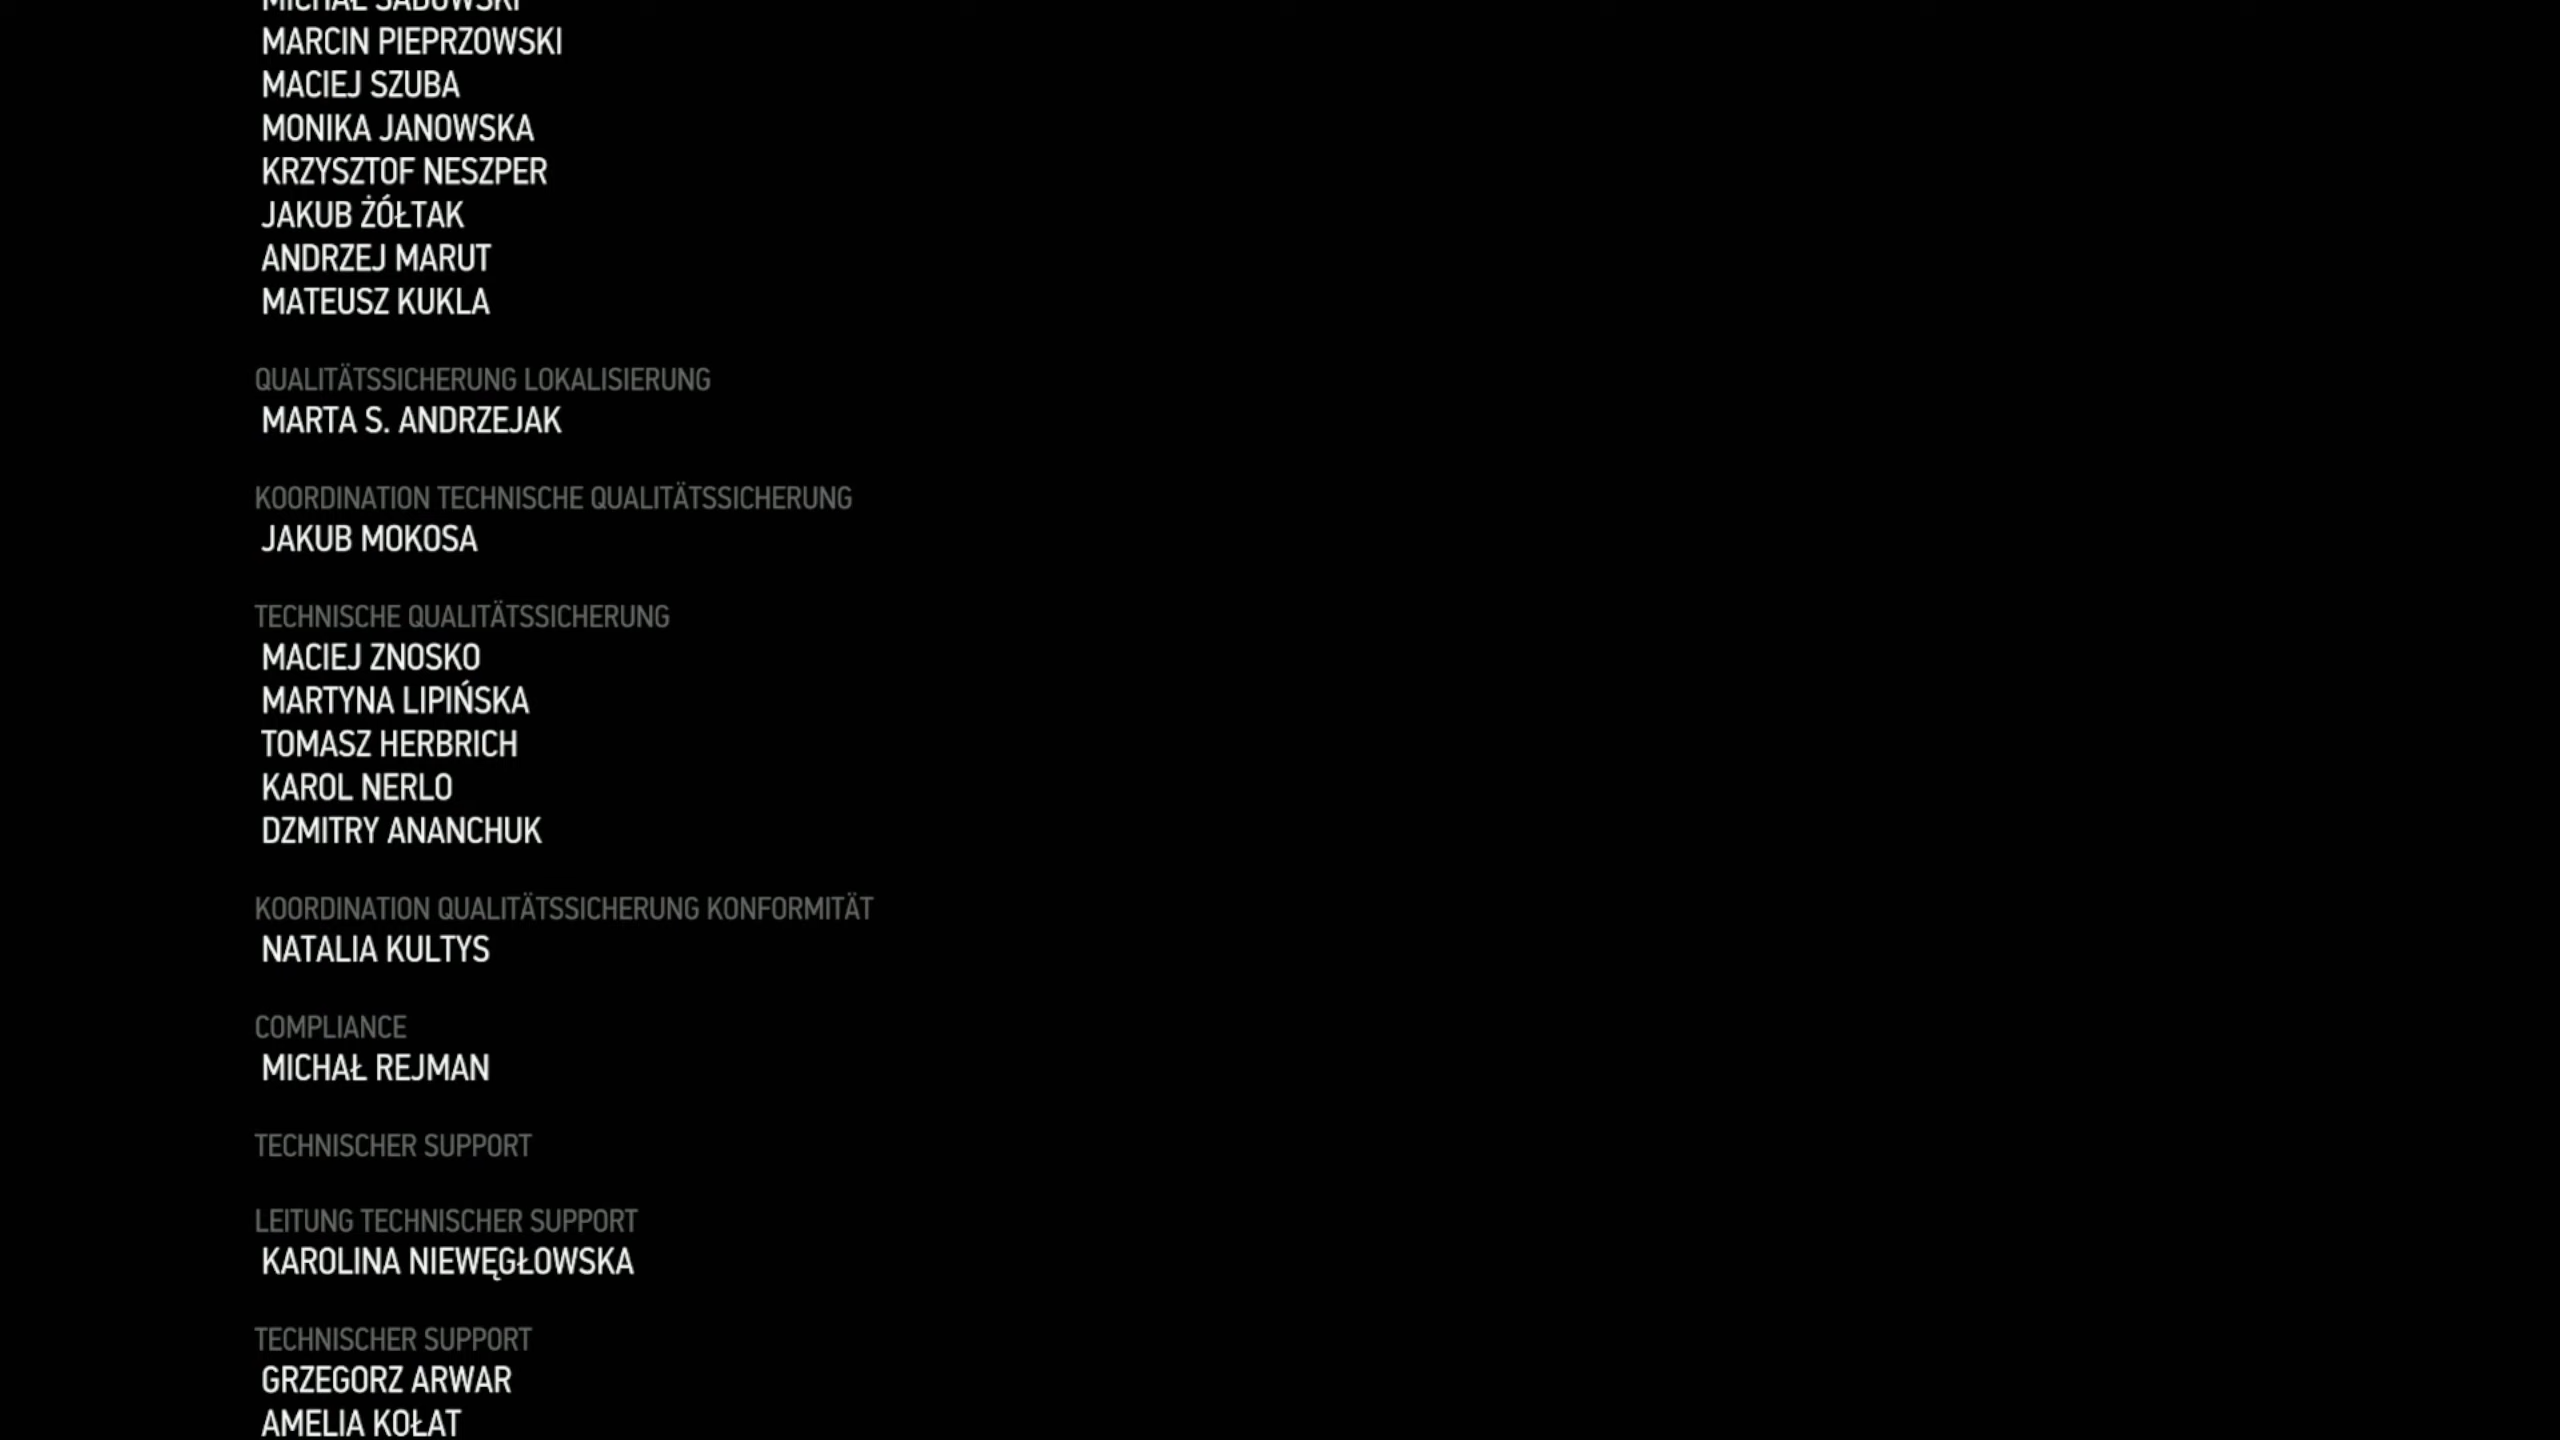 MICHAŁ SADOWSKI
MARCIN PIEPRZOWSKI
MACIEJ SZUBA
MONIKA JANOWSKA
KRZYSZTOF NESZPER
JAKUB ŻÓŁTAK
ANDRZEJ MARUT
MATEUSZ KUKLA
QUALITÄTSSICHERUNG LOKALISIERUNG
MARTA S. ANDRZEJAK
KOORDINATION TECHNISCHE QUALITÄTSSICHERUNG
JAKUB MOKOSA
TECHNISCHE QUALITÄTSSICHERUNG
MACIEJ ZNOSKO
MARTYNA LIPIŃSKA
TOMASZ HERBRICH
KAROL NERLO
DZMITRY ANANCHUK
KOORDINATION QUALITÄTSSICHERUNG KONFORMITÄT
NATALIA KULTYS
COMPLIANCE
MICHAŁ REJMAN
TECHNISCHER SUPPORT
LEITUNG TECHNISCHER SUPPORT
KAROLINA NIEWĘGŁOWSKA
TECHNISCHER SUPPORT
GRZEGORZ ARWAR
AMELIA KOŁAT